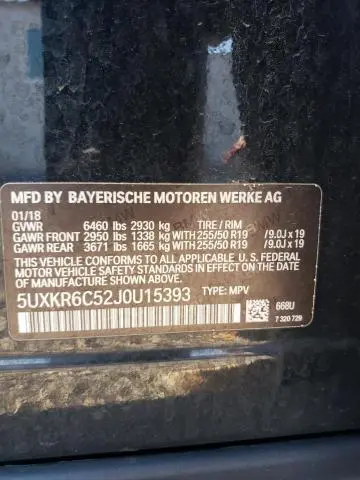 MFD BY BAYERISCHE MOTOREN WERKE AG
01/18
GVWR 6460 lbs 2930 kg TIRE / RIM
GAWR FRONT 2950 lbs 1338 kg WITH 255/50 R19 /9.0J x 19
GAWR REAR 3671 lbs 1665 kg WITH 255/50 R19 /9.0J x 19
THIS VEHICLE CONFORMS TO ALL APPLICABLE U.S. FEDERAL
MOTOR VEHICLE SAFETY STANDARDS IN EFFECT ON THE DATE
OF MANUFACTURE SHOWN ABOVE.
5UXKR6C52J0U15393 TYPE: MPV 668U
7 320 729